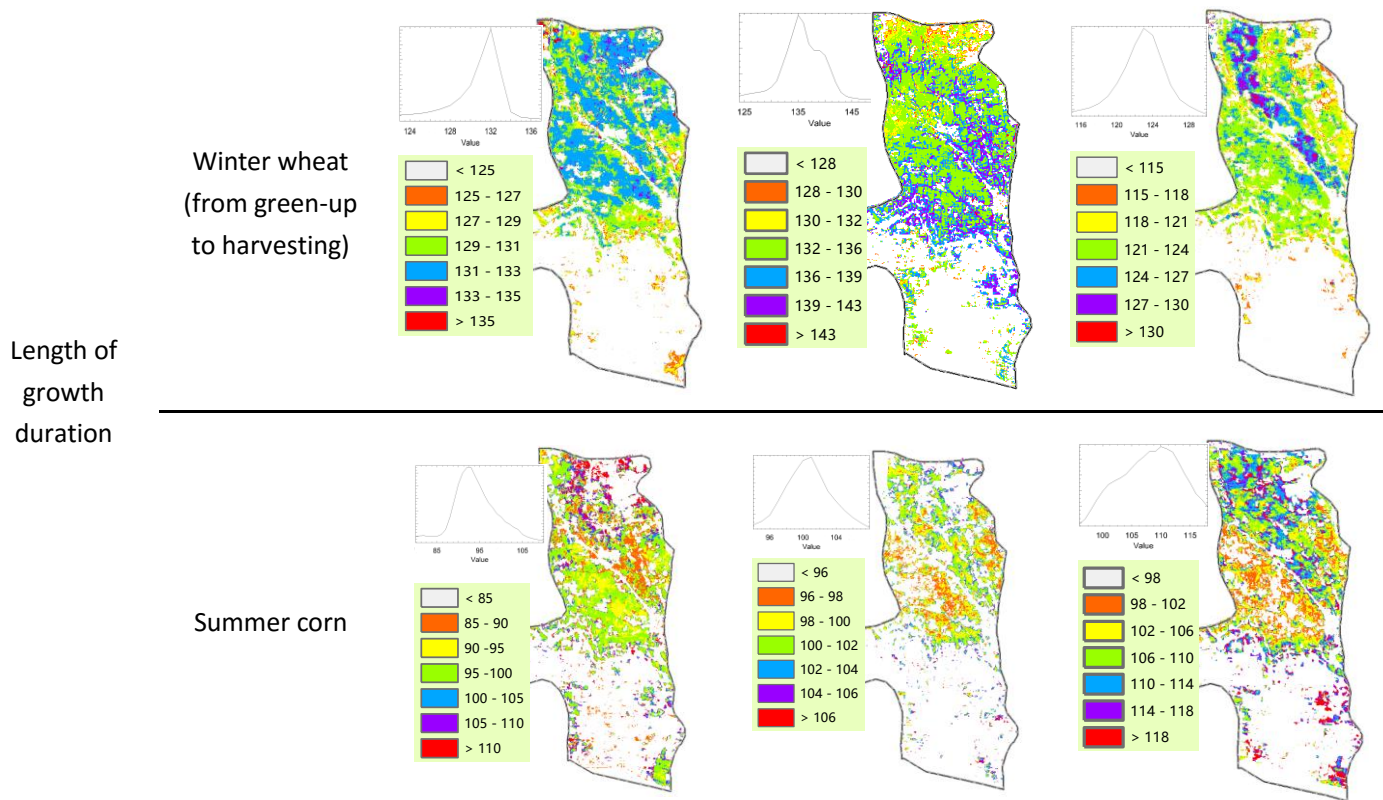 Length of
growth
duration
Winter wheat
(from green-up
to harvesting)
124 128 132 136
Value
< 125
125 - 127
127 - 129
129 - 131
131 - 133
133 - 135
> 135
125 135 145
Value
< 128
128 - 130
130 - 132
132 - 136
136 - 139
139 - 143
> 143
116 120 124 128
Value
< 115
115 - 118
118 - 121
121 - 124
124 - 127
127 - 130
> 130
Summer corn
85 95 105
Value
< 85
85 - 90
90 -95
95 -100
100 - 105
105 - 110
> 110
96 100 104
Value
< 96
96 - 98
98 - 100
100 - 102
102 - 104
104 - 106
> 106
100 105 110 115
Value
< 98
98 - 102
102 - 106
106 - 110
110 - 114
114 - 118
> 118